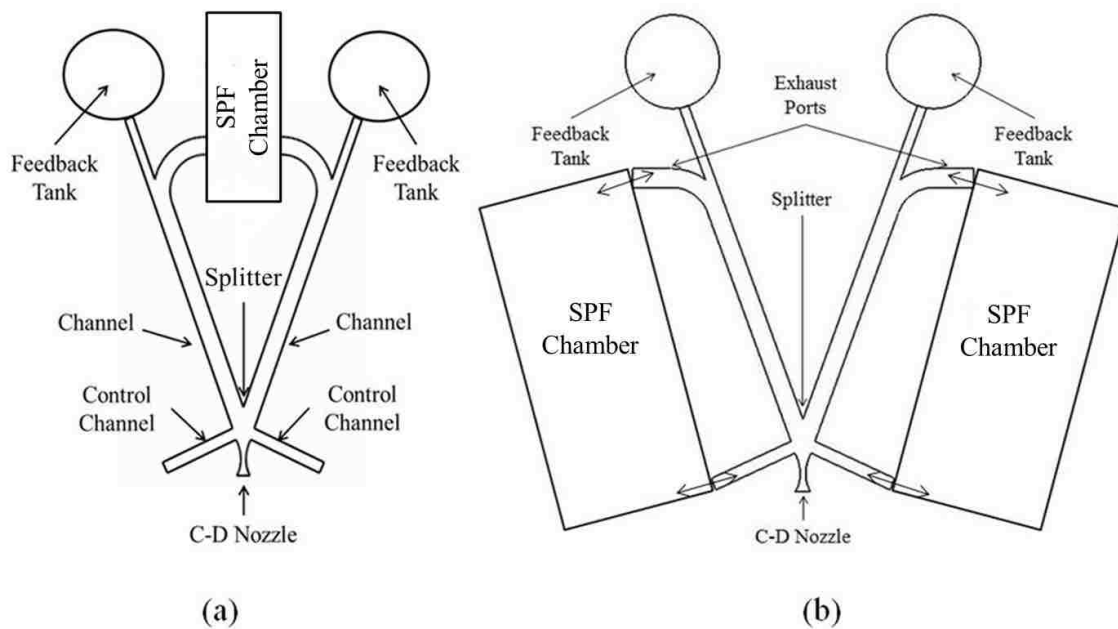 SPF
Chamber
Feedback
Tank
Feedback
Tank
Splitter
Channel
Channel
Control
Channel
Control
Channel
C-D Nozzle
(a)
Exhaust
Ports
Feedback
Tank
Feedback
Tank
Splitter
SPF
Chamber
SPF
Chamber
C-D Nozzle
(b)